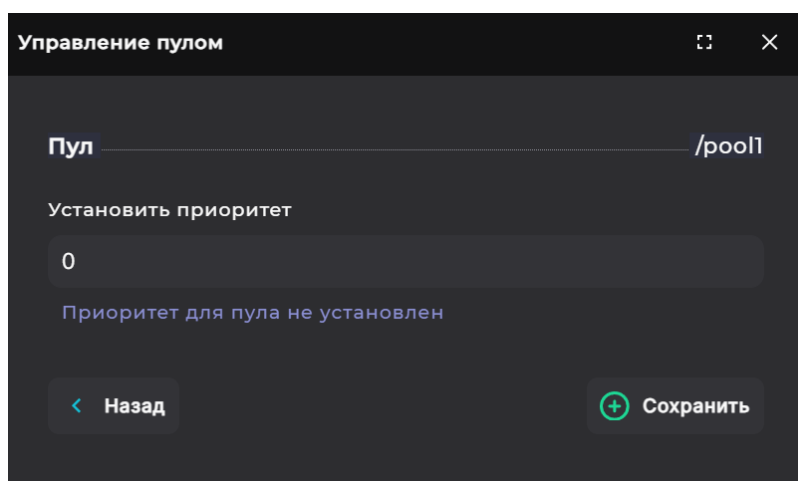 Управление пулом
Пул /pool1
Установить приоритет
0
Приоритет для пула не установлен
Назад Сохранить